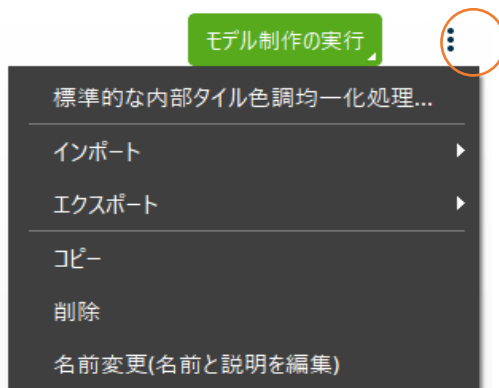 モデル制作の実行
標準的な内部タイル色調均一化処理...
インポート
エクスポート
コピー
削除
名前変更(名前と説明を編集)